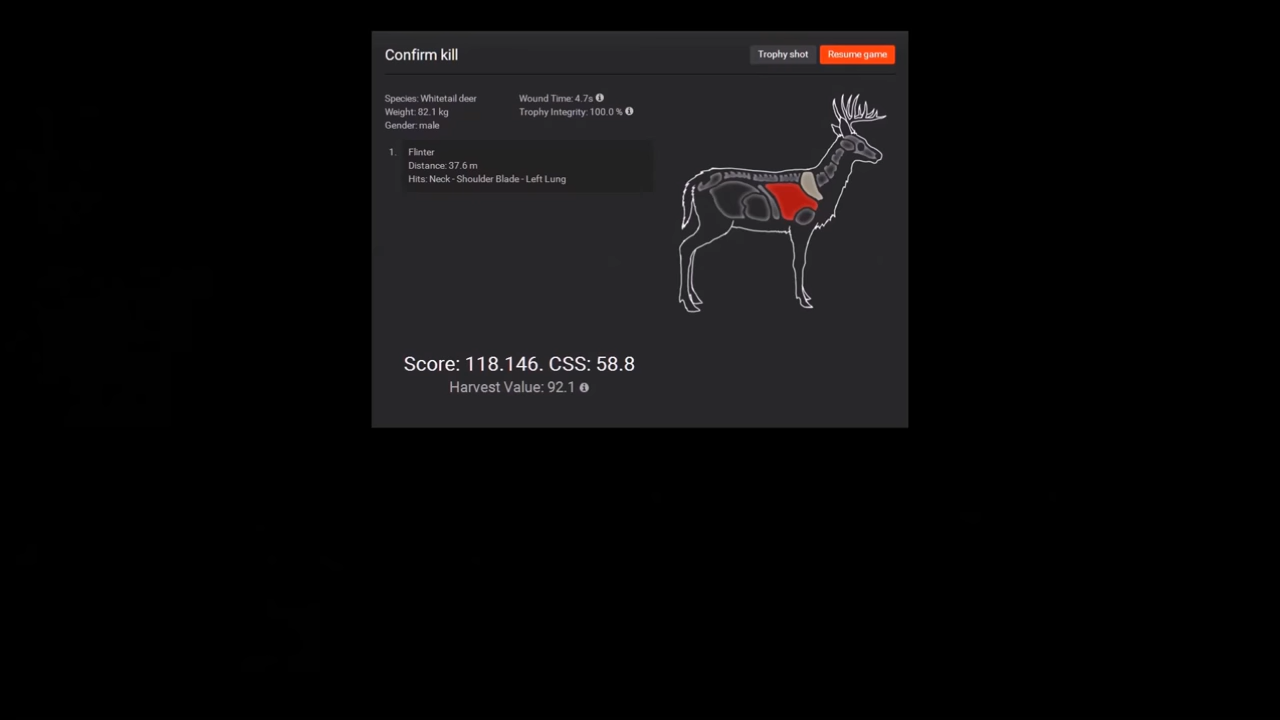 Confirm kill
Trophy shot
Resume game
Species: Whitetail deer
Weight: 82.1 kg
Gender: male
Wound Time: 4.7s
Trophy Integrity: 100.0 %
1. Flinter
Distance: 37.6 m
Hits: Neck - Shoulder Blade - Left Lung
Score: 118.146. CSS: 58.8
Harvest Value: 92.1